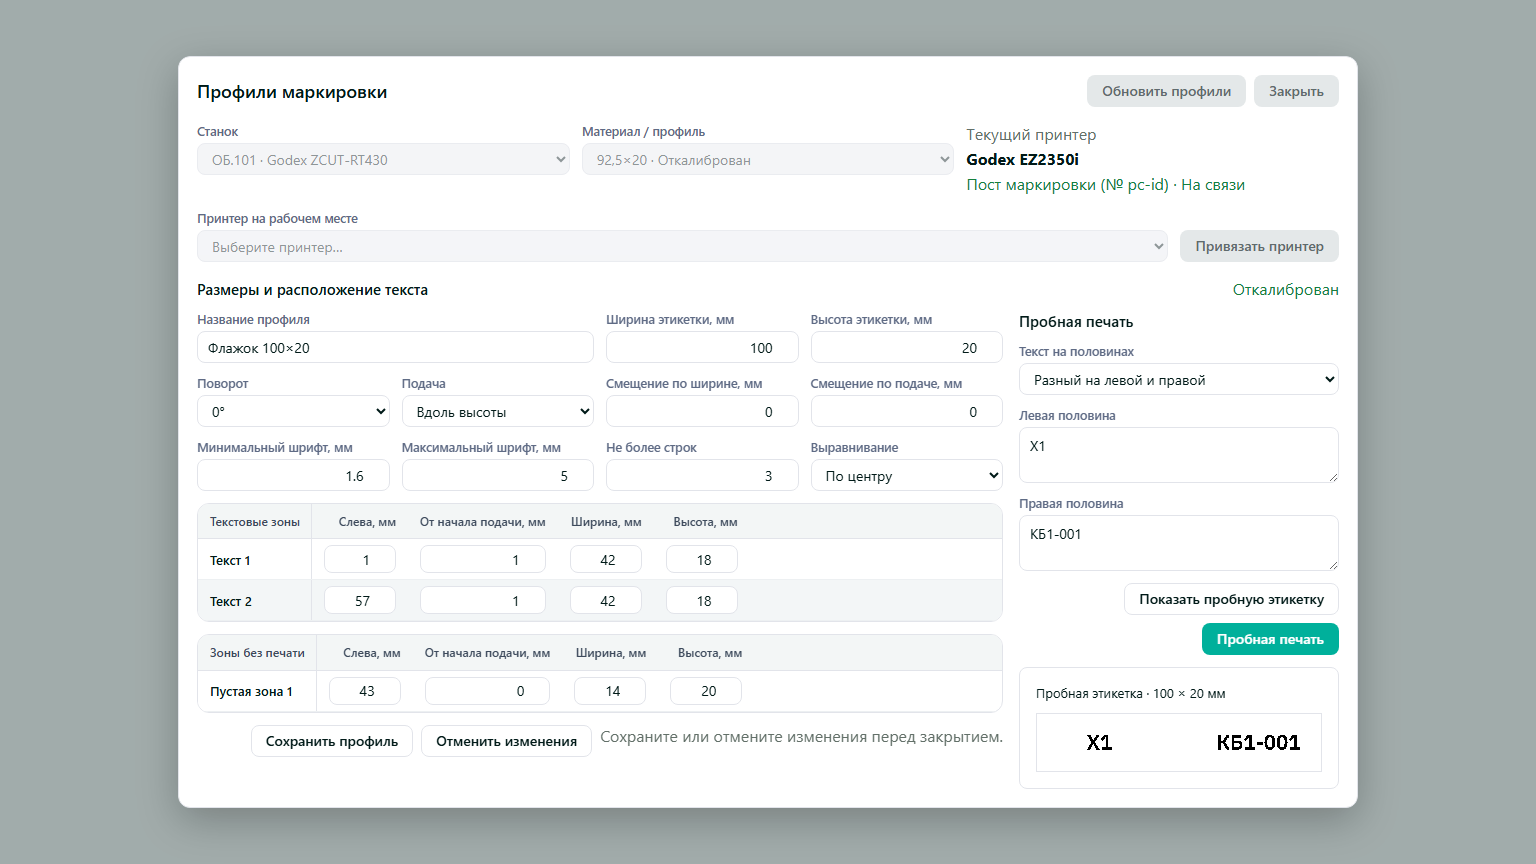 Профили маркировки
Обновить профили
Закрыть
Станок
Материал / профиль
Текущий принтер
ОБ.101 · Godex ZCUT-RT430
92,5×20 · Откалиброван
Godex EZ2350i
Пост маркировки (№ pc-id) · На связи
Принтер на рабочем месте
Выберите принтер...
Привязать принтер
Размеры и расположение текста
Откалиброван
Название профиля
Ширина этикетки, мм
Высота этикетки, мм
Флажок 100×20
100
20
Поворот
Подача
Смещение по ширине, мм
Смещение по подаче, мм
0°
Вдоль высоты
0
0
Минимальный шрифт, мм
Максимальный шрифт, мм
Не более строк
Выравнивание
1.6
5
3
По центру
Текстовые зоны
Слева, мм
От начала подачи, мм
Ширина, мм
Высота, мм
Текст 1
1
1
42
18
Текст 2
57
1
42
18
Зоны без печати
Слева, мм
От начала подачи, мм
Ширина, мм
Высота, мм
Пустая зона 1
43
0
14
20
Сохранить профиль
Отменить изменения
Сохраните или отмените изменения перед закрытием.
Пробная печать
Текст на половинах
Разный на левой и правой
Левая половина
X1
Правая половина
КБ1-001
Показать пробную этикетку
Пробная печать
Пробная этикетка · 100 × 20 мм
X1
КБ1-001